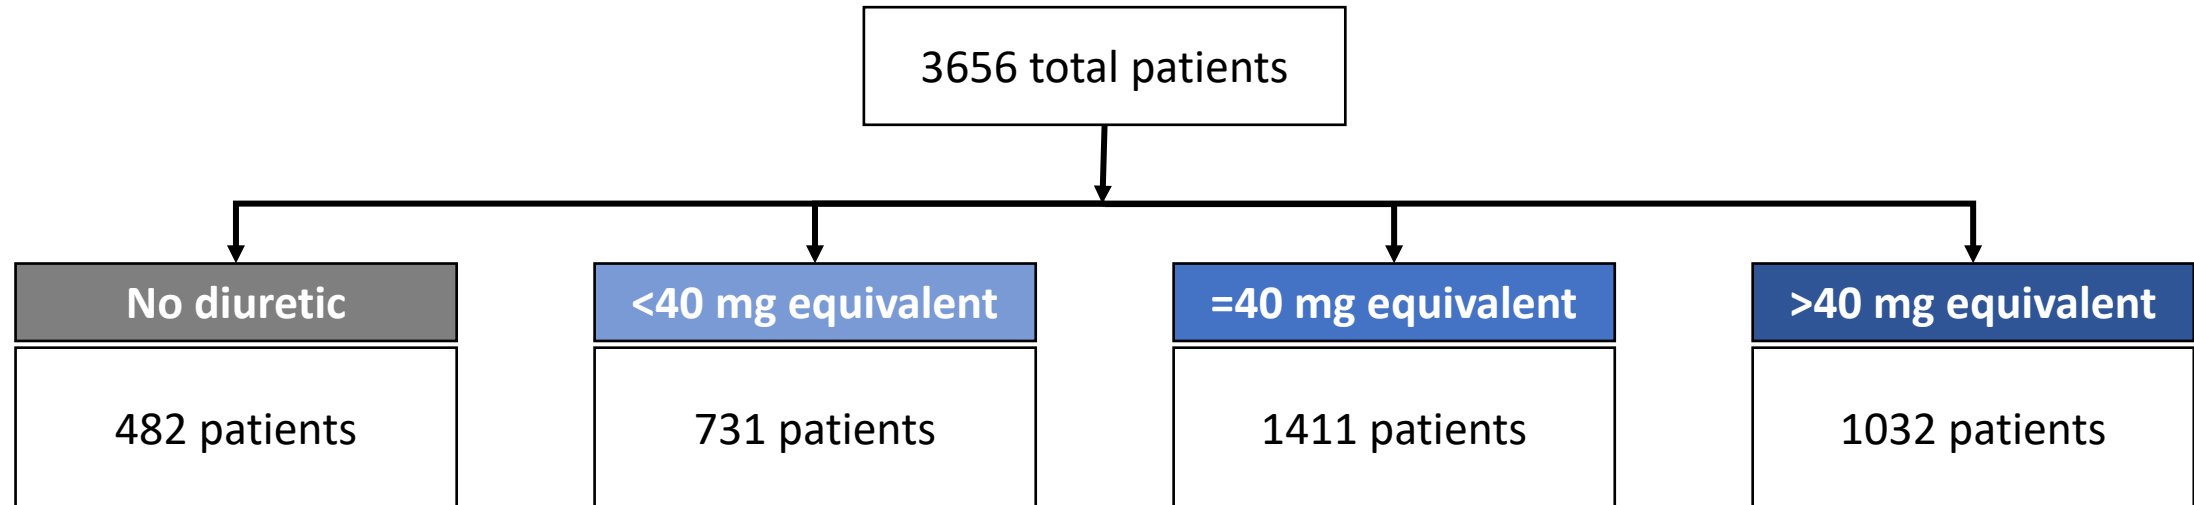 3656 total patients
No diuretic
<40 mg equivalent
=40 mg equivalent
>40 mg equivalent
482 patients
731 patients
1411 patients
1032 patients